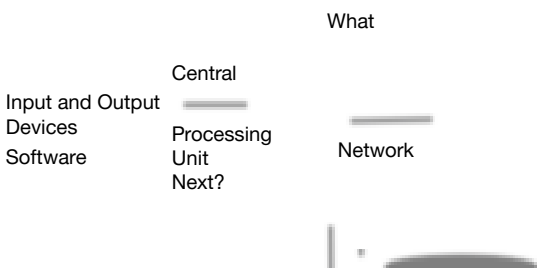 What
Central
Input and Output
Devices
Processing
Software
Unit
Network
Next?